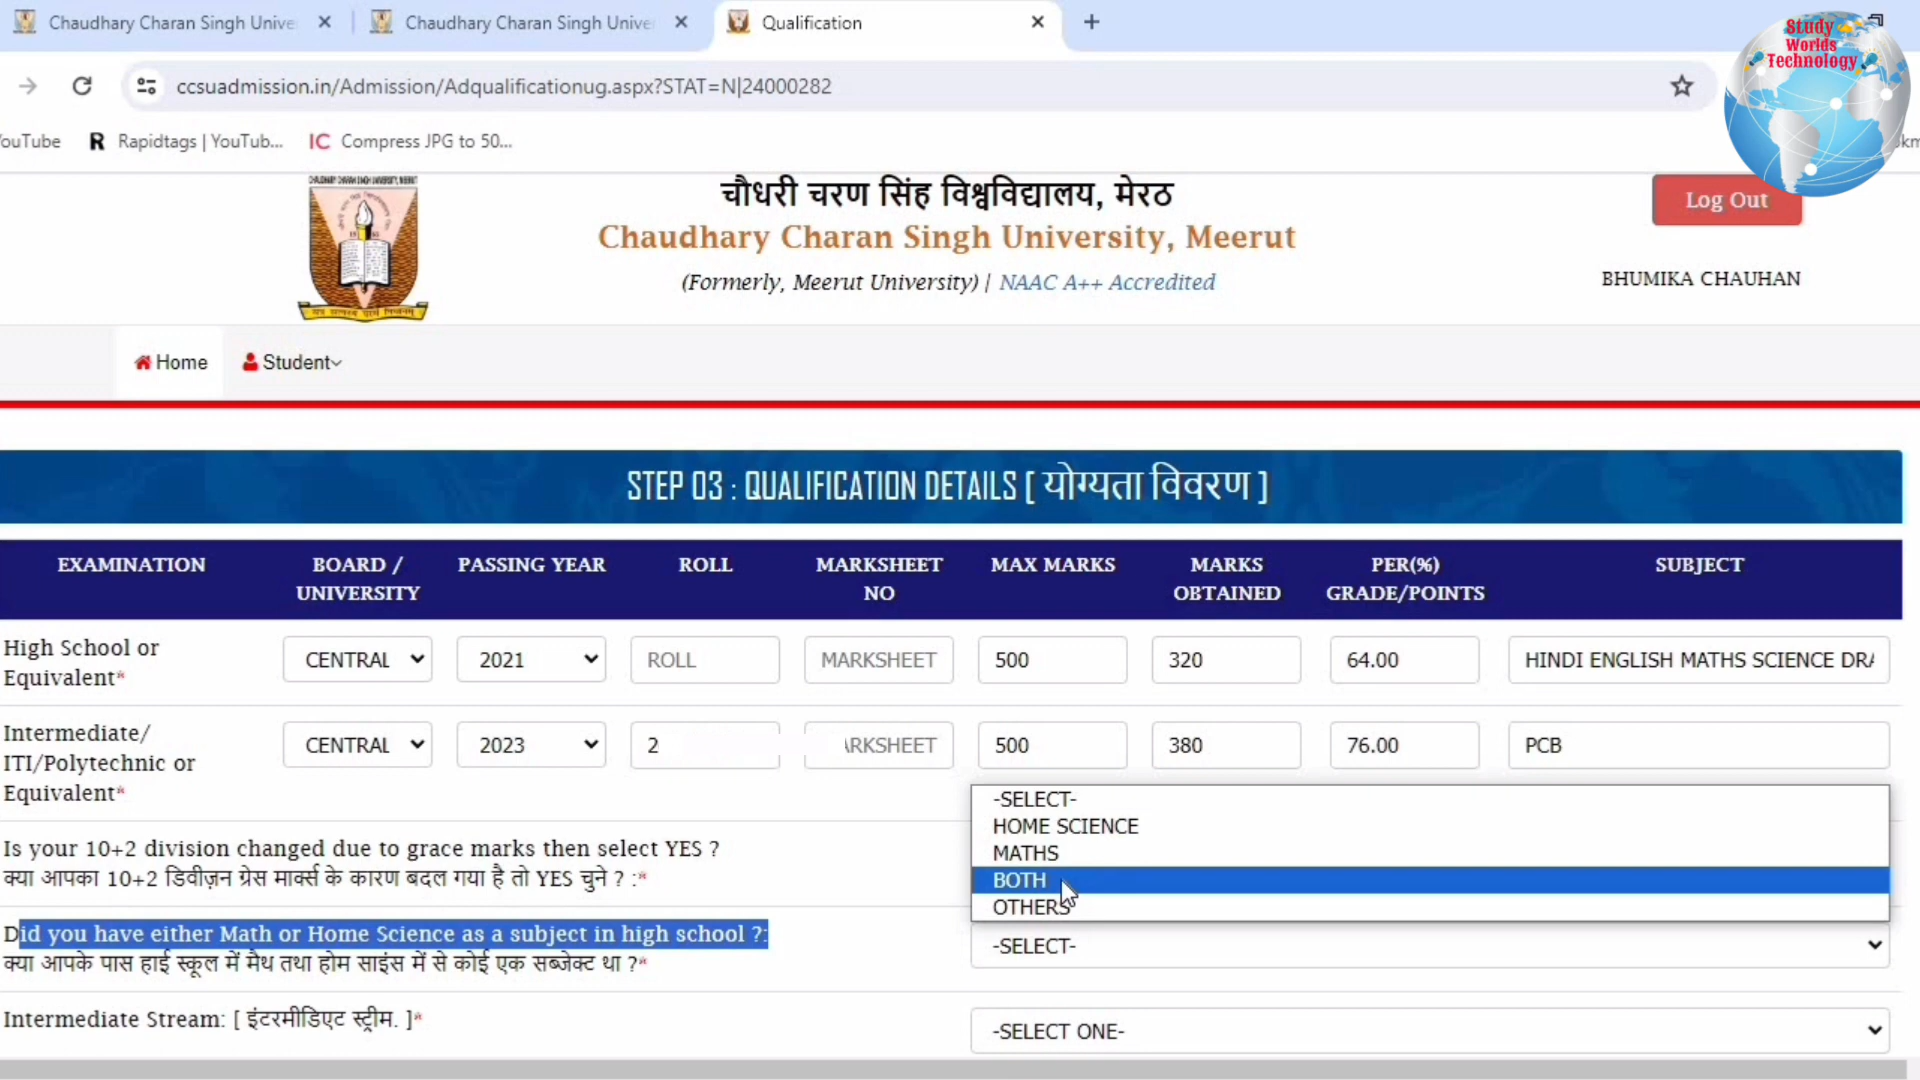 Chaudhary Charan Singh Unive
Chaudhary Charan Singh Unive
Qualification
Study
Worlds
Technology
ccsuadmission.in/Admission/Adqualificationug.aspx?STAT=N|24000282
ouTube
R Rapidtags | YouTub...
IC Compress JPG to 50...
चौधरी चरण सिंह विश्वविद्यालय, मेरठ
Log Out
Chaudhary Charan Singh University, Meerut
(Formerly, Meerut University) | NAAC A++ Accredited
BHUMIKA CHAUHAN
Home
Student
STEP 03 : QUALIFICATION DETAILS [ योग्यता विवरण ]
EXAMINATION
BOARD /
UNIVERSITY
PASSING YEAR
ROLL
MARKSHEET
NO
MAX MARKS
MARKS
OBTAINED
PER(%)
GRADE/POINTS
SUBJECT
High School or
Equivalent*
CENTRAL
2021
ROLL
MARKSHEET
500
320
64.00
HINDI ENGLISH MATHS SCIENCE DRA
Intermediate/
ITI/Polytechnic or
Equivalent*
CENTRAL
2023
2
ARKSHEET
500
380
76.00
PCB
-SELECT-
HOME SCIENCE
MATHS
BOTH
OTHERS
Is your 10+2 division changed due to grace marks then select YES ?
क्या आपका 10+2 डिवीज़न ग्रेस मार्क्स के कारण बदल गया है तो YES चुने ? :*
Did you have either Math or Home Science as a subject in high school ?:
क्या आपके पास हाई स्कूल में मैथ तथा होम साइंस में से कोई एक सब्जेक्ट था ?*
-SELECT-
Intermediate Stream: [ इंटरमीडिएट स्ट्रीम. ]*
-SELECT ONE-